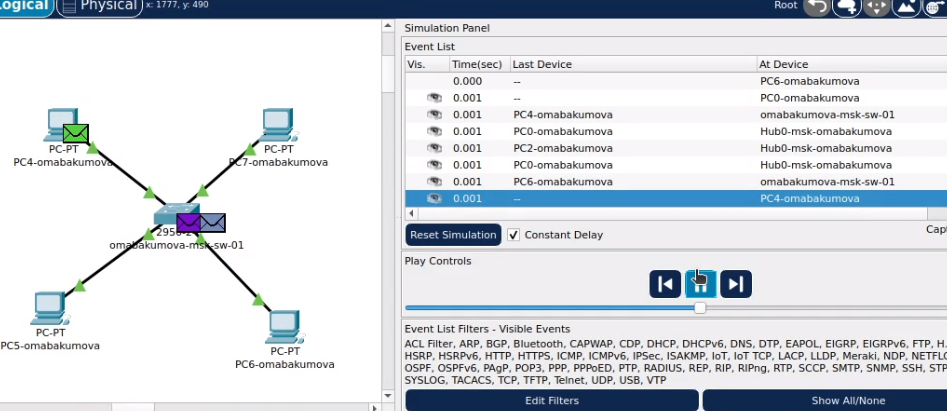 Logical Physical x: 1777, y: 490 Root
Simulation Panel
Event List
Vis. Time(sec) Last Device At Device
0.000 -- PC6-omabakumova
0.001 -- PC0-omabakumova
0.001 PC4-omabakumova omabakumova-msk-sw-01
0.001 PC0-omabakumova Hub0-msk-omabakumova
0.001 PC2-omabakumova Hub0-msk-omabakumova
0.001 PC0-omabakumova Hub0-msk-omabakumova
0.001 PC6-omabakumova omabakumova-msk-sw-01
0.001 -- PC4-omabakumova
PC-PT
PC4-omabakumova
PC-PT
PC7-omabakumova
omabakumova-msk-sw-01
PC-PT
PC5-omabakumova
PC-PT
PC6-omabakumova
Reset Simulation Constant Delay
Play Controls
Event List Filters - Visible Events
ACL Filter, ARP, BGP, Bluetooth, CAPWAP, CDP, DHCP, DHCPv6, DNS, DTP, EAPOL, EIGRP, EIGRPv6, FTP,
HSRP, HSRPv6, HTTP, HTTPS, ICMP, ICMPv6, IPSec, ISAKMP, IoT, IoT TCP, LACP, LLDP, Meraki, NDP,
OSPF, OSPFv6, PAgP, POP3, PPP, PPPoED, PTP, RADIUS, REP, RIP, RIPng, RTP, SCCP, SMTP, SNMP, SSH,
SYSLOG, TACACS, TCP, TFTP, Telnet, UDP, USB, VTP
Edit Filters Show All/None